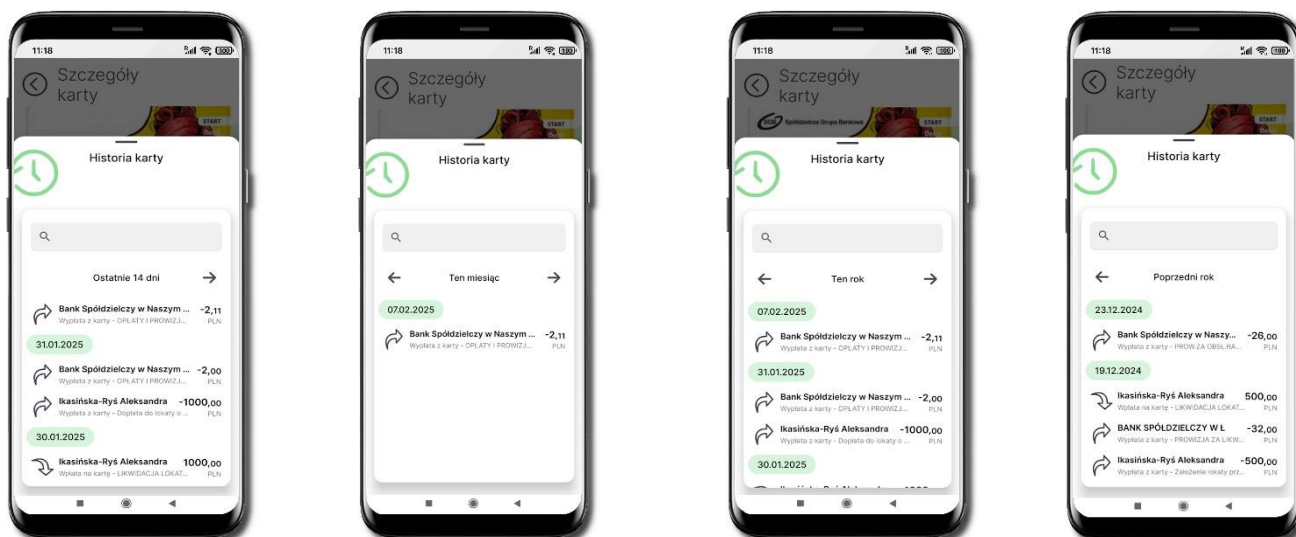 11:18
Szczegóły
karty
START
Historia karty
Ostatnie 14 dni
Bank Spółdzielczy w Naszym ... -2,11
Wypłata z karty - OPŁATY I PROWIZJ... PLN
31.01.2025
Bank Spółdzielczy w Naszym ... -2,00
Wypłata z karty - OPŁATY I PROWIZJ... PLN
Ikasińska-Ryś Aleksandra -1000,00
Wypłata z karty - Dopłata do lokaty o ... PLN
30.01.2025
Ikasińska-Ryś Aleksandra 1000,00
Wpłata na kartę - LIKWIDACJA LOKAT... PLN
11:18
Szczegóły
karty
START
Historia karty
Ten miesiąc
07.02.2025
Bank Spółdzielczy w Naszym ... -2,11
Wypłata z karty - OPŁATY I PROWIZJ... PLN
11:18
Szczegóły
karty
SGB Spółdzielcza Grupa Bankowa
START
Historia karty
Ten rok
07.02.2025
Bank Spółdzielczy w Naszym ... -2,11
Wypłata z karty - OPŁATY I PROWIZJ... PLN
31.01.2025
Bank Spółdzielczy w Naszym ... -2,00
Wypłata z karty - OPŁATY I PROWIZJ... PLN
Ikasińska-Ryś Aleksandra -1000,00
Wypłata z karty - Dopłata do lokaty o ... PLN
30.01.2025
11:18
Szczegóły
karty
START
Historia karty
Poprzedni rok
23.12.2024
Bank Spółdzielczy w Naszy... -26,00
Wypłata z karty - PROW.ZA OBSŁ.RA... PLN
19.12.2024
Ikasińska-Ryś Aleksandra 500,00
Wpłata na kartę - LIKWIDACJA LOKAT... PLN
BANK SPÓŁDZIELCZY W Ł -32,00
Wypłata z karty - PROWIZJA ZA LIKW... PLN
Ikasińska-Ryś Aleksandra -500,00
Wypłata z karty - Założenie lokaty prz... PLN